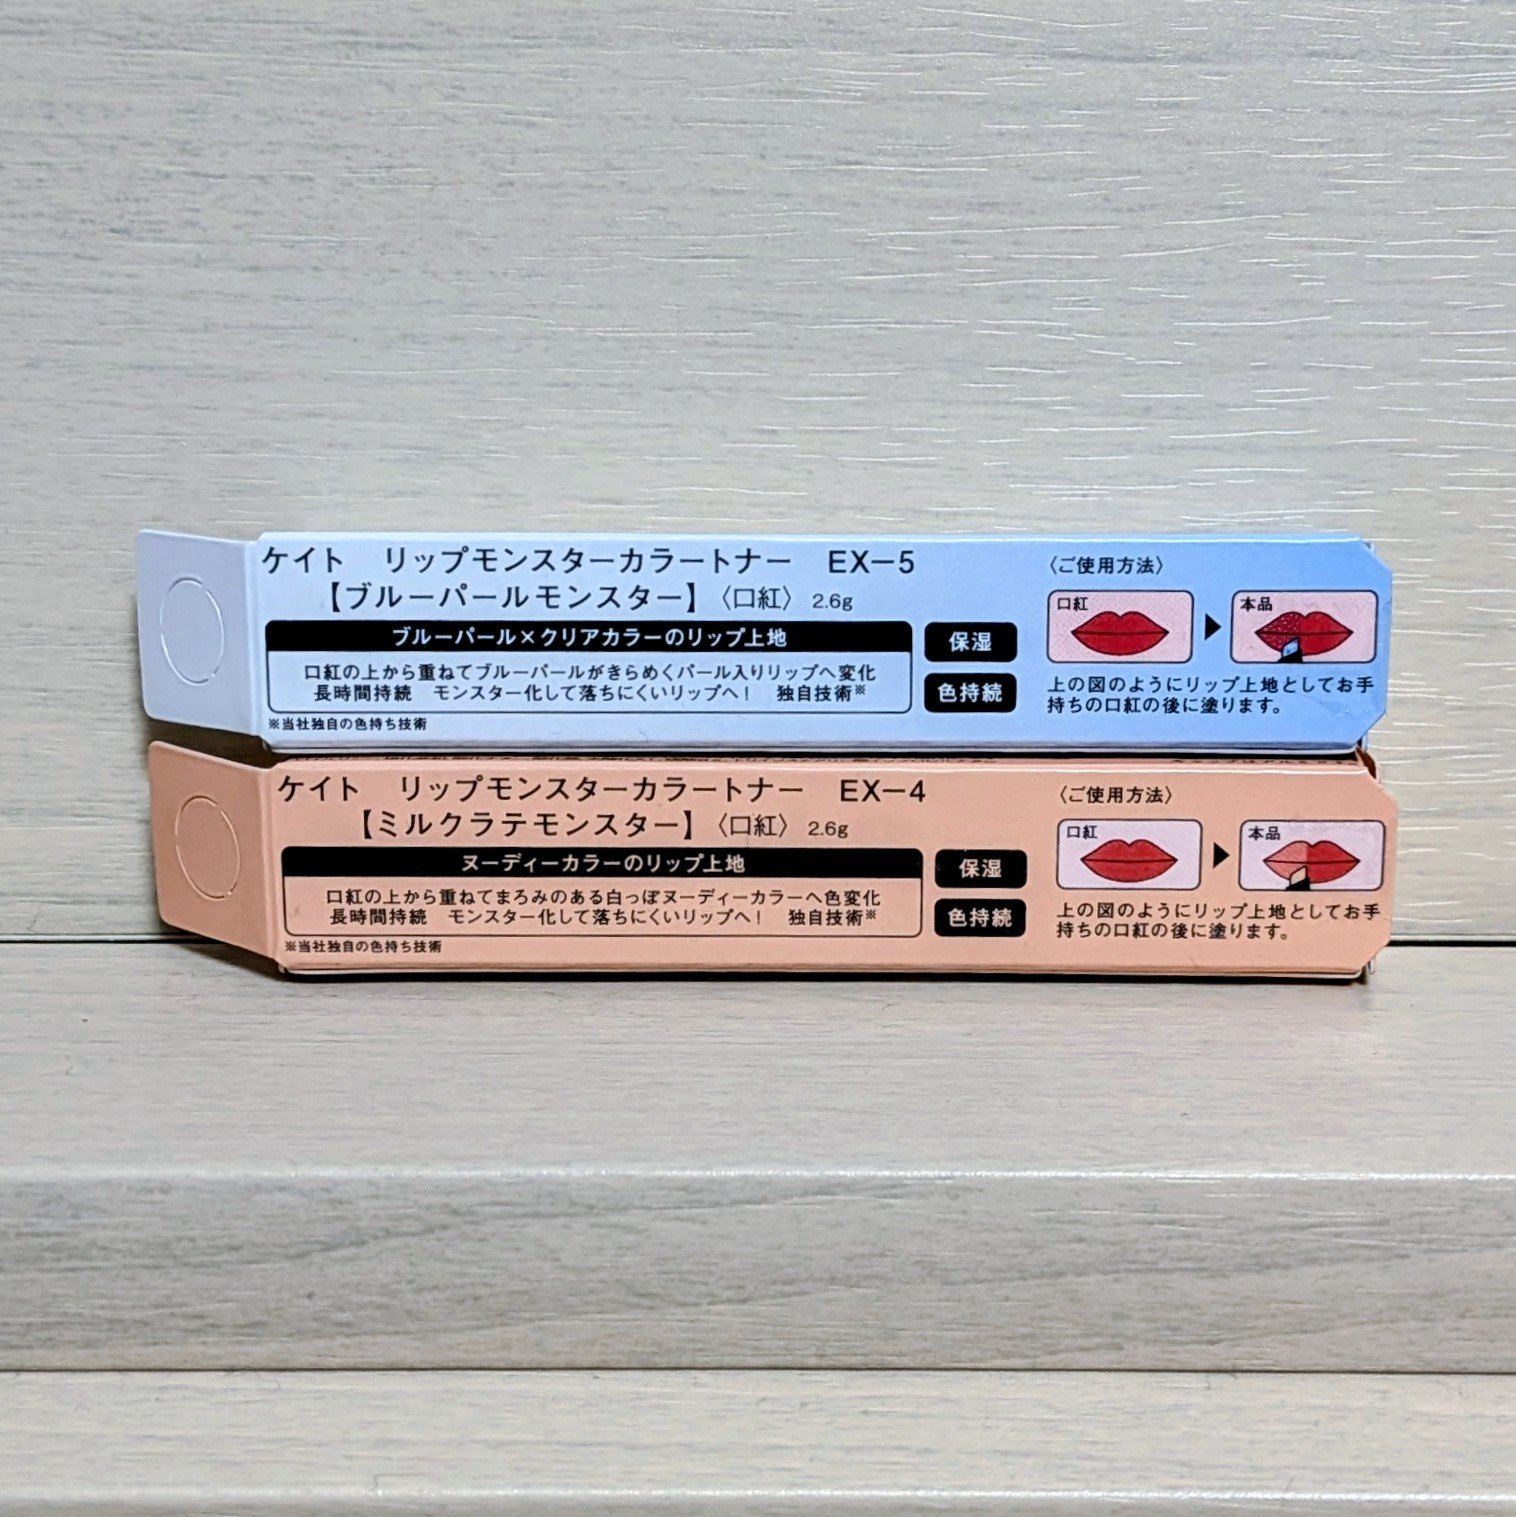 ケイト　リップモンスターカラートナー　EX−5
【ブルーパールモンスター】〈口紅〉 2.6g
ブルーパール×クリアカラーのリップ上地
口紅の上から重ねてブルーパールがきらめくパール入りリップへ変化
長時間持続　モンスター化して落ちにくいリップへ！　独自技術※
※当社独自の色持ち技術
保湿
色持続
〈ご使用方法〉
口紅
本品
上の図のようにリップ上地としてお手
持ちの口紅の後に塗ります。
ケイト　リップモンスターカラートナー　EX−4
【ミルクラテモンスター】〈口紅〉 2.6g
ヌーディーカラーのリップ上地
口紅の上から重ねてまろみのある白っぽヌーディーカラーへ色変化
長時間持続　モンスター化して落ちにくいリップへ！　独自技術※
※当社独自の色持ち技術
保湿
色持続
〈ご使用方法〉
口紅
本品
上の図のようにリップ上地としてお手
持ちの口紅の後に塗ります。